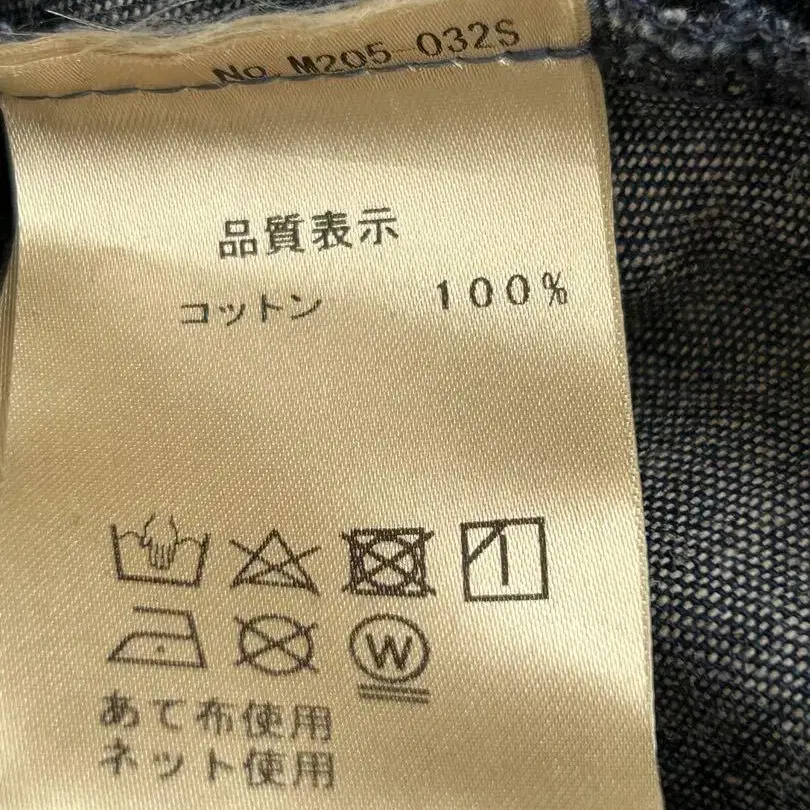 No M205-032S
品質表示
コットン 100%
W
あて布使用
ネット使用